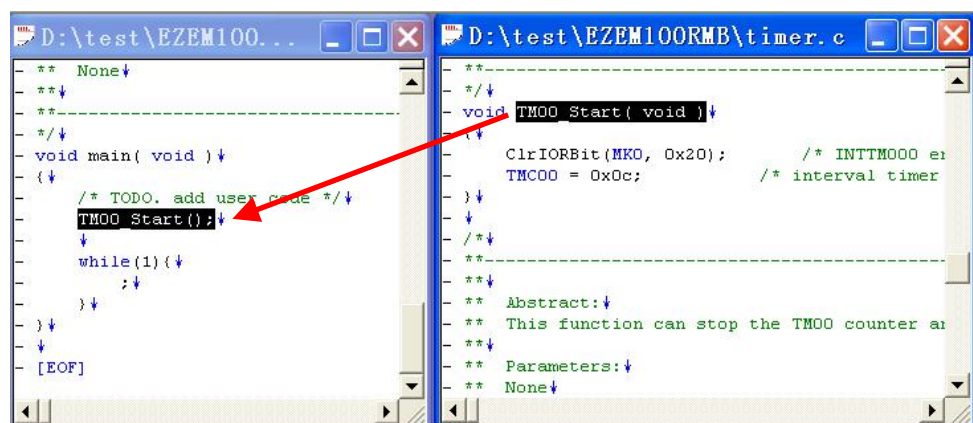 D:\test\EZEM100...
** None
**
**
*/
void main( void )
{
/* TODO. add user code */
TM00_Start();
while(1){
;
}
}
[EOF]
D:\test\EZEM100RMB\timer.c
**
*/
void TM00_Start( void )
{
ClrIORBit(MK0, 0x20); /* INTTM000 en
TMC00 = 0x0c; /* interval timer
}
/*
**
**
** Abstract:
** This function can stop the TM00 counter an
**
** Parameters:
** None